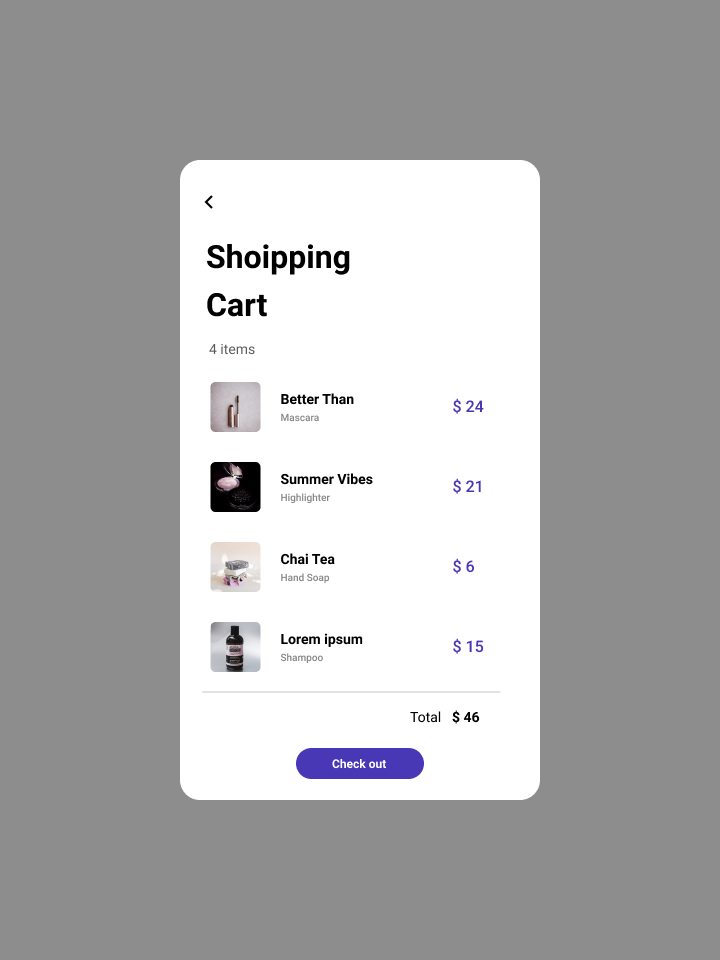 Shoipping
Cart
4 items
Better Than
Mascara
$ 24
Summer Vibes
Highlighter
$ 21
Chai Tea
Hand Soap
$ 6
Lorem ipsum
Shampoo
$ 15
Total $ 46
Check out